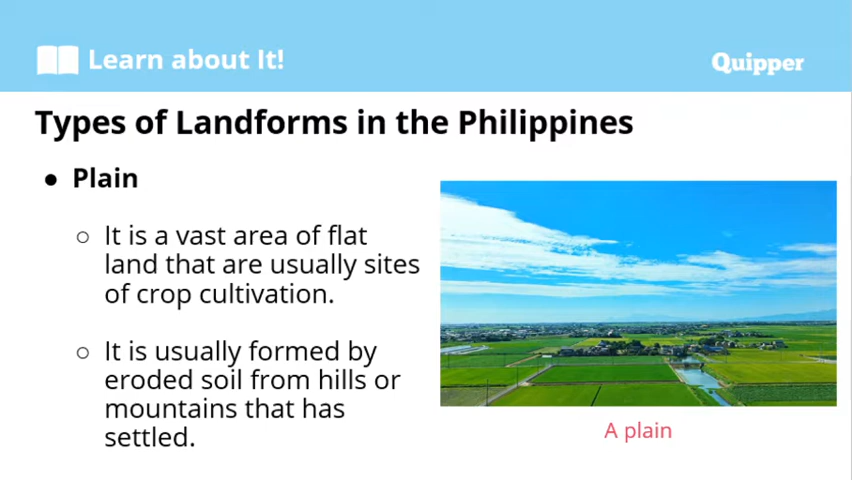 Learn about It!
Quipper
Types of Landforms in the Philippines
● Plain
○ It is a vast area of flat
land that are usually sites
of crop cultivation.
○ It is usually formed by
eroded soil from hills or
mountains that has
settled.
A plain